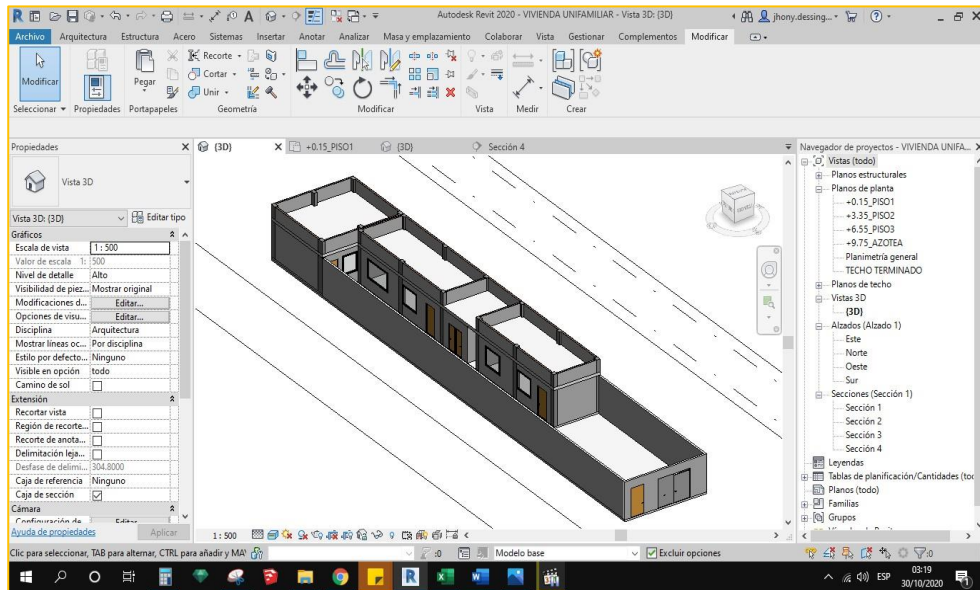 Autodesk Revit 2020 - VIVIENDA UNIFAMILIAR - Vista 3D: {3D}
jhony.dessing...
Archivo Arquitectura Estructura Acero Sistemas Insertar Anotar Analizar Masa y emplazamiento Colaborar Vista Gestionar Complementos Modificar
Modificar
Pegar
Recorte
Cortar
Unir
Seleccionar Propiedades Portapapeles Geometría Modificar Vista Medir Crear
Propiedades
{3D} +0.15_PISO1 {3D} Sección 4
Navegador de proyectos - VIVIENDA UNIFA...
Vista 3D
Vista 3D: {3D} Editar tipo
Gráficos
Escala de vista 1 : 500
Valor de escala 1: 500
Nivel de detalle Alto
Visibilidad de piez... Mostrar original
Modificaciones d... Editar...
Opciones de visu... Editar...
Disciplina Arquitectura
Mostrar líneas oc... Por disciplina
Estilo por defecto... Ninguno
Visible en opción todo
Camino de sol
Extensión
Recortar vista
Región de recorte...
Recorte de anota...
Delimitación leja...
Desfase de delimi... 304.8000
Caja de referencia Ninguno
Caja de sección
Cámara
Configuración de Editar...
Ayuda de propiedades Aplicar
Vistas (todo)
Planos estructurales
Planos de planta
+0.15_PISO1
+3.35_PISO2
+6.55_PISO3
+9.75_AZOTEA
Planimetría general
TECHO TERMINADO
Planos de techo
Vistas 3D
{3D}
Alzados (Alzado 1)
Este
Norte
Oeste
Sur
Secciones (Sección 1)
Sección 1
Sección 2
Sección 3
Sección 4
Leyendas
Tablas de planificación/Cantidades (to
Planos (todo)
Familias
Grupos
1 : 500
Clic para seleccionar, TAB para alternar, CTRL para añadir y MA
:0 Modelo base Excluir opciones :0
ESP 03:19
30/10/2020